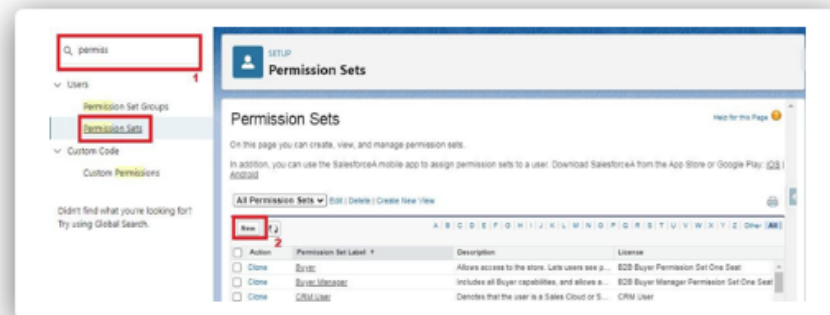 permiss
1
Users
Permission Set Groups
Permission Sets
Custom Code
Custom Permissions
Didn't find what you're looking for?
Try using Global Search.
SETUP
Permission Sets
Permission Sets
Help for this Page
On this page you can create, view, and manage permission sets.
In addition, you can use the SalesforceA mobile app to assign permission sets to a user. Download SalesforceA from the App Store or Google Play: iOS |
Android
All Permission Sets Edit | Delete | Create New View
New
2
A | B | C | D | E | F | G | H | I | J | K | L | M | N | O | P | Q | R | S | T | U | V | W | X | Y | Z | Other | All
Action Permission Set Label ↑ Description License
Clone Buyer Allows access to the store. Lets users see p... B2B Buyer Permission Set One Seat
Clone Buyer Manager Includes all Buyer capabilities, and allows a... B2B Buyer Manager Permission Set One Seat
Clone CRM User Denotes that the user is a Sales Cloud or S... CRM User